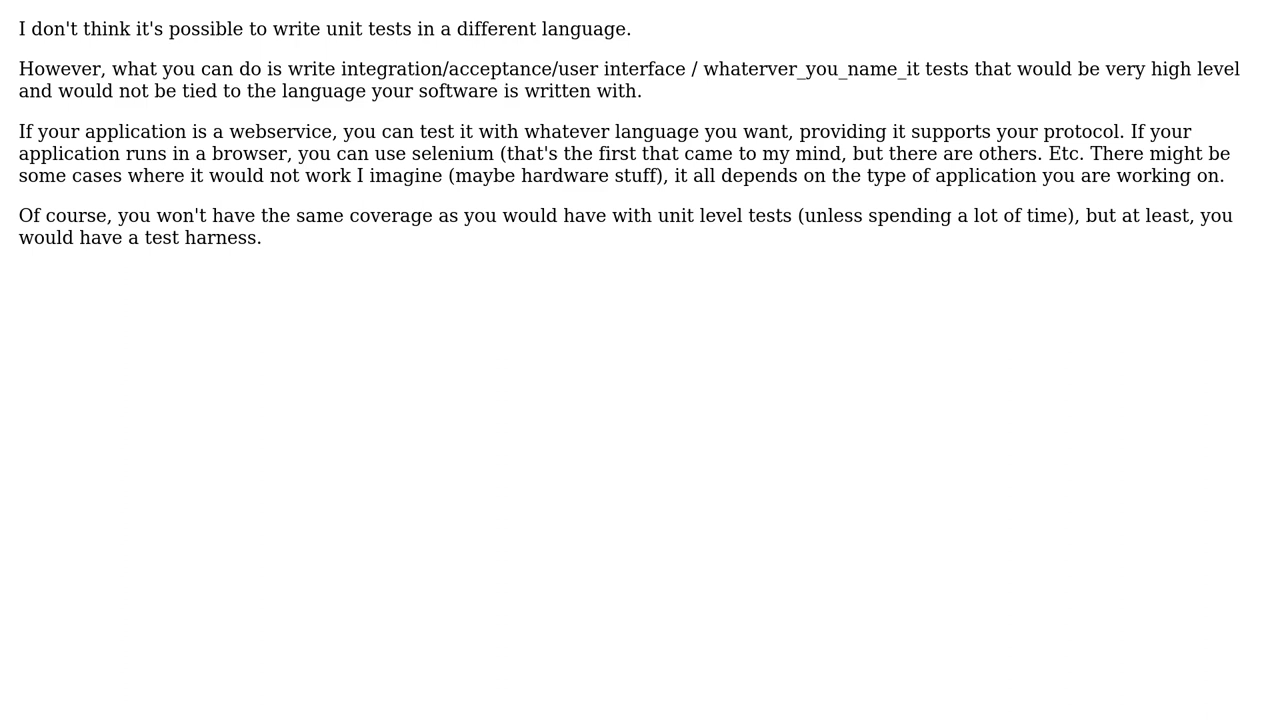 I don't think it's possible to write unit tests in a different language.
However, what you can do is write integration/acceptance/user interface / whaterver_you_name_it tests that would be very high level
and would not be tied to the language your software is written with.
If your application is a webservice, you can test it with whatever language you want, providing it supports your protocol. If your
application runs in a browser, you can use selenium (that's the first that came to my mind, but there are others. Etc. There might be
some cases where it would not work I imagine (maybe hardware stuff), it all depends on the type of application you are working on.
Of course, you won't have the same coverage as you would have with unit level tests (unless spending a lot of time), but at least, you
would have a test harness.